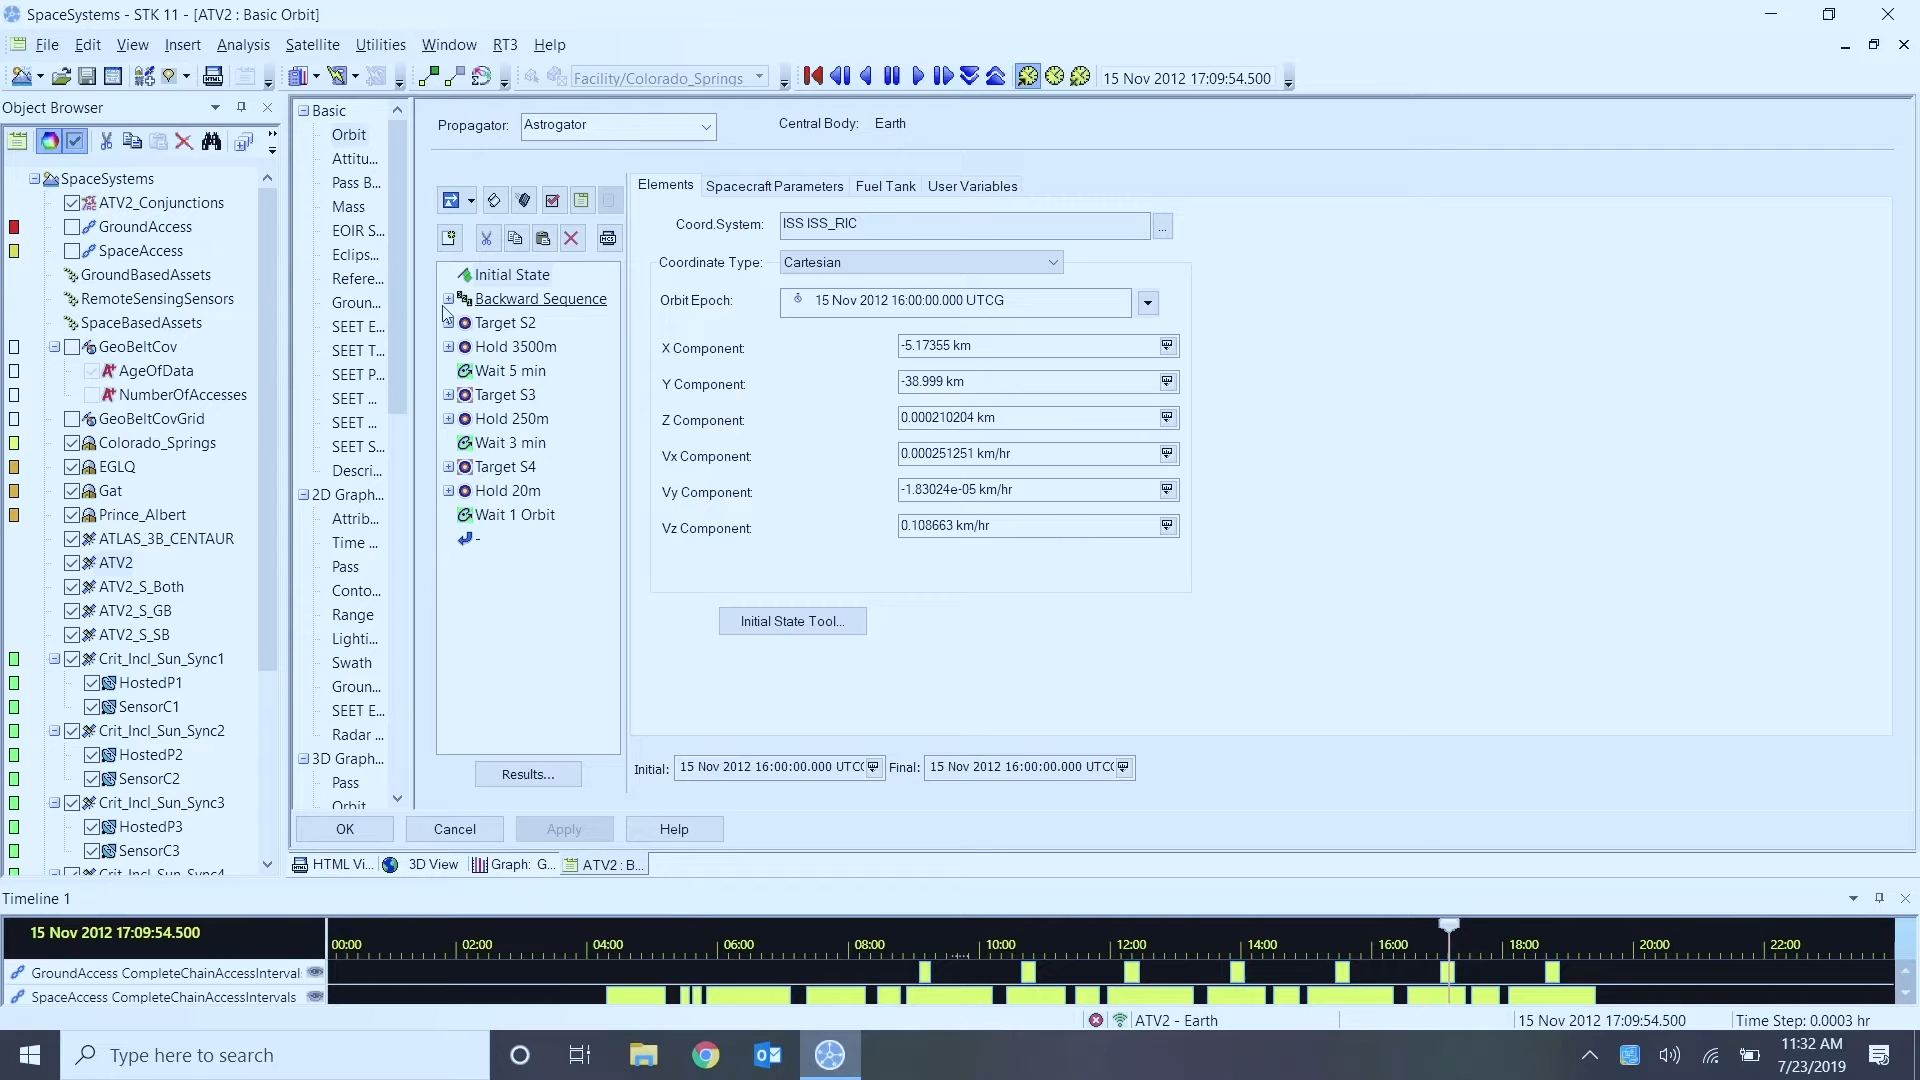 SpaceSystems - STK 11 - [ATV2 : Basic Orbit]
File Edit View Insert Analysis Satellite Utilities Window RT3 Help
Facility/Colorado_Springs
15 Nov 2012 17:09:54.500
Object Browser
SpaceSystems
ATV2_Conjunctions
GroundAccess
SpaceAccess
GroundBasedAssets
RemoteSensingSensors
SpaceBasedAssets
GeoBeltCov
AgeOfData
NumberOfAccesses
GeoBeltCovGrid
Colorado_Springs
EGLQ
Gat
Prince_Albert
ATLAS_3B_CENTAUR
ATV2
ATV2_S_Both
ATV2_S_GB
ATV2_S_SB
Crit_Incl_Sun_Sync1
HostedP1
SensorC1
Crit_Incl_Sun_Sync2
HostedP2
SensorC2
Crit_Incl_Sun_Sync3
HostedP3
SensorC3
Crit_Incl_Sun_Sync4
Basic
Orbit
Attitu...
Pass B...
Mass
EOIR S...
Eclips...
Refere...
Groun...
SEET E...
SEET T...
SEET P...
SEET ...
SEET ...
SEET S...
Descri...
2D Graph...
Attrib...
Time ...
Pass
Conto...
Range
Lighti...
Swath
Groun...
SEET E...
Radar ...
3D Graph...
Pass
Orbit
Propagator: Astrogator
Central Body: Earth
Initial State
Backward Sequence
Target S2
Hold 3500m
Wait 5 min
Target S3
Hold 250m
Wait 3 min
Target S4
Hold 20m
Wait 1 Orbit
-
Results...
Elements Spacecraft Parameters Fuel Tank User Variables
Coord.System: ISS ISS_RIC ...
Coordinate Type: Cartesian
Orbit Epoch: 15 Nov 2012 16:00:00.000 UTCG
X Component: -5.17355 km
Y Component: -38.999 km
Z Component: 0.000210204 km
Vx Component: 0.000251251 km/hr
Vy Component: -1.83024e-05 km/hr
Vz Component: 0.108663 km/hr
Initial State Tool...
Initial: 15 Nov 2012 16:00:00.000 UTC Final: 15 Nov 2012 16:00:00.000 UTC
OK Cancel Apply Help
HTML Vi... 3D View Graph: G... ATV2 : B...
Timeline 1
15 Nov 2012 17:09:54.500
00:00 02:00 04:00 06:00 08:00 10:00 12:00 14:00 16:00 18:00 20:00 22:00
GroundAccess CompleteChainAccessInterval
SpaceAccess CompleteChainAccessIntervals
ATV2 - Earth 15 Nov 2012 17:09:54.500 Time Step: 0.0003 hr
Type here to search
11:32 AM
7/23/2019